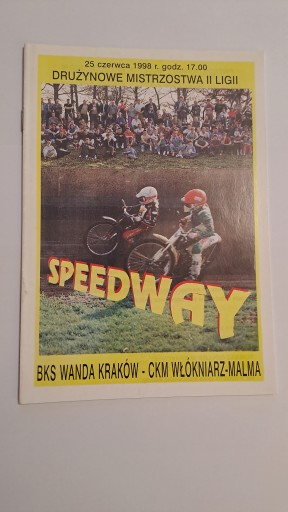 25 czerwca 1998 r godz. 17.00
DRUŻYNOWE MISTRZOSTWA II LIGII
SPEEDWAY
BKS WANDA KRAKÓW - CKM WŁÓKNIARZ-MALMA